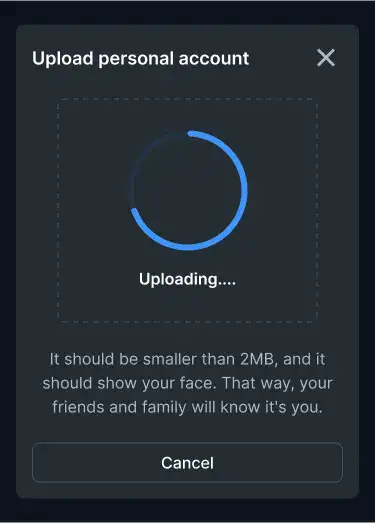 Upload personal account
Uploading....
It should be smaller than 2MB, and it
should show your face. That way, your
friends and family will know it's you.
Cancel